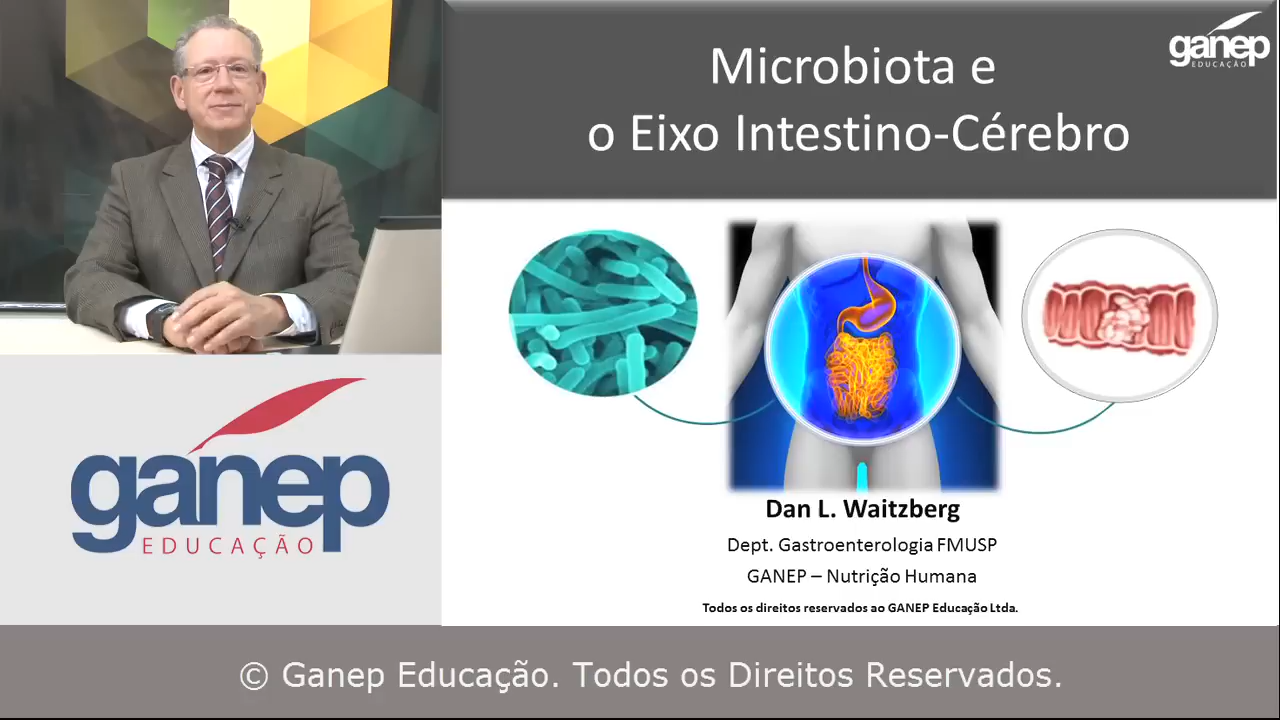 Microbiota e
o Eixo Intestino-Cérebro
ganep
EDUCAÇÃO
ganep
EDUCAÇÃO
Dan L. Waitzberg
Dept. Gastroenterologia FMUSP
GANEP – Nutrição Humana
Todos os direitos reservados ao GANEP Educação Ltda.
© Ganep Educação. Todos os Direitos Reservados.